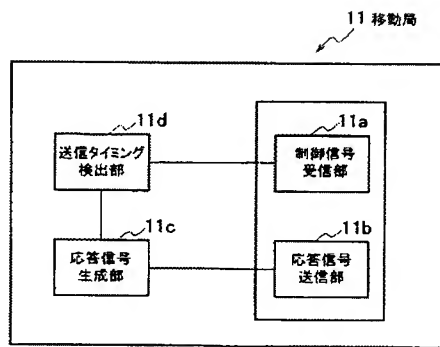 11 移動局
11d
送信タイミング
検出部
11a
制御信号
受信部
11c
応答信号
生成部
11b
応答信号
送信部